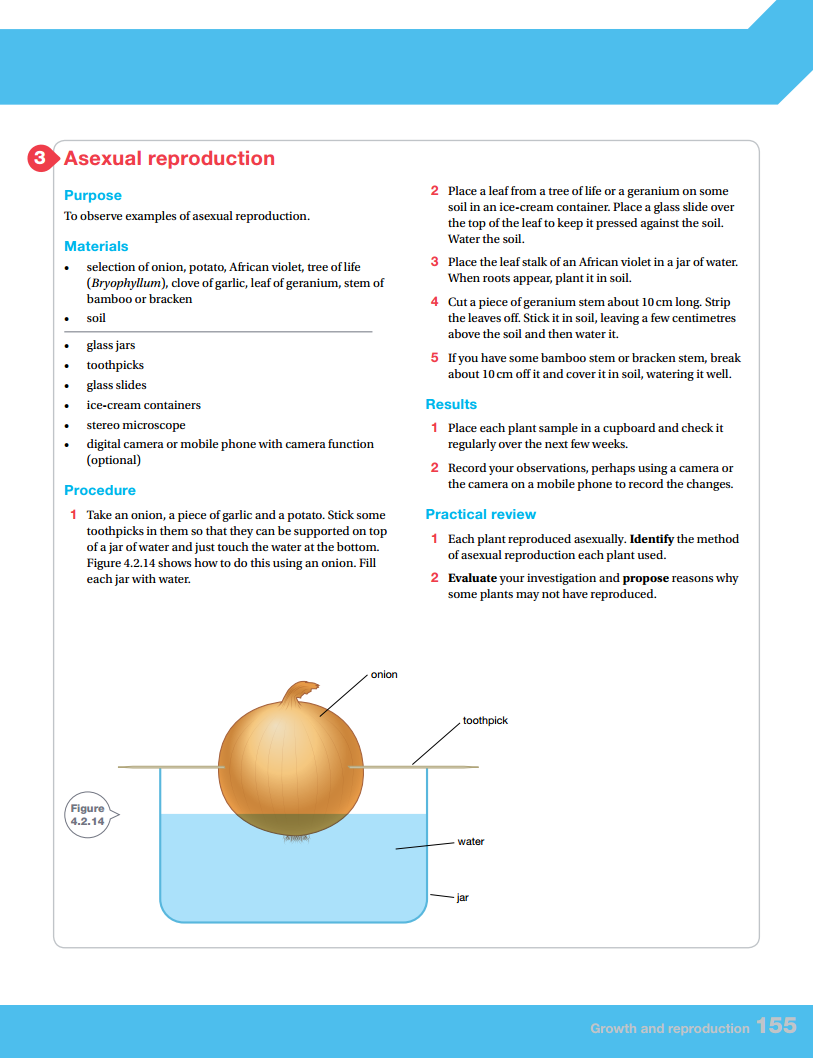 3 Asexual reproduction
Purpose
To observe examples of asexual reproduction.
Materials
• selection of onion, potato, African violet, tree of life
(Bryophyllum), clove of garlic, leaf of geranium, stem of
bamboo or bracken
• soil
• glass jars
• toothpicks
• glass slides
• ice-cream containers
• stereo microscope
• digital camera or mobile phone with camera function
(optional)
Procedure
1 Take an onion, a piece of garlic and a potato. Stick some
toothpicks in them so that they can be supported on top
of a jar of water and just touch the water at the bottom.
Figure 4.2.14 shows how to do this using an onion. Fill
each jar with water.
2 Place a leaf from a tree of life or a geranium on some
soil in an ice-cream container. Place a glass slide over
the top of the leaf to keep it pressed against the soil.
Water the soil.
3 Place the leaf stalk of an African violet in a jar of water.
When roots appear, plant it in soil.
4 Cut a piece of geranium stem about 10 cm long. Strip
the leaves off. Stick it in soil, leaving a few centimetres
above the soil and then water it.
5 If you have some bamboo stem or bracken stem, break
about 10 cm off it and cover it in soil, watering it well.
Results
1 Place each plant sample in a cupboard and check it
regularly over the next few weeks.
2 Record your observations, perhaps using a camera or
the camera on a mobile phone to record the changes.
Practical review
1 Each plant reproduced asexually. Identify the method
of asexual reproduction each plant used.
2 Evaluate your investigation and propose reasons why
some plants may not have reproduced.
onion
toothpick
Figure
4.2.14
water
jar
Growth and reproduction 155